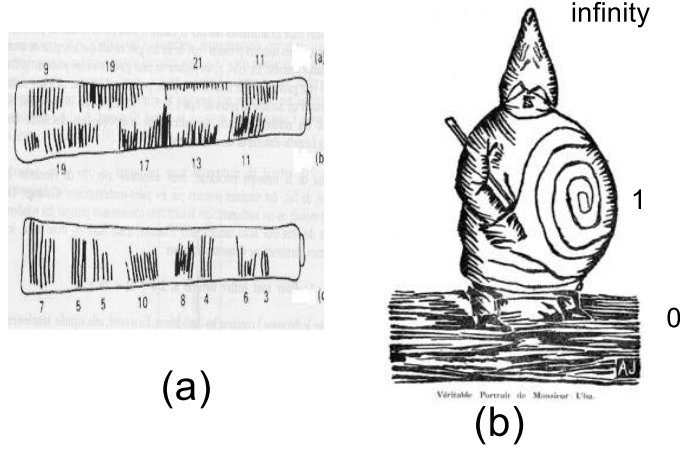 infinity
9 19 21 11 (a)
19 17 13 11 (b)
1
0
7 5 5 10 8 4 6 3 (c
AJ
Véritable Portrait de Monsieur Ubu.
(a) (b)